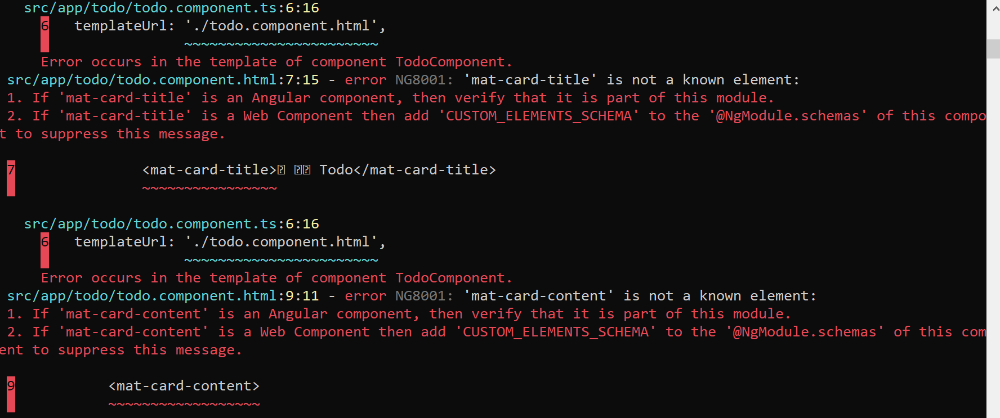 src/app/todo/todo.component.ts:6:16
6 templateUrl: './todo.component.html',
~~~~~~~~~~~~~~~~~~~~~~~
Error occurs in the template of component TodoComponent.
src/app/todo/todo.component.html:7:15 - error NG8001: 'mat-card-title' is not a known element:
1. If 'mat-card-title' is an Angular component, then verify that it is part of this module.
2. If 'mat-card-title' is a Web Component then add 'CUSTOM_ELEMENTS_SCHEMA' to the '@NgModule.schemas' of this compo
t to suppress this message.
7 <mat-card-title>⍰ ⍰⍰ Todo</mat-card-title>
~~~~~~~~~~~~~~~~
src/app/todo/todo.component.ts:6:16
6 templateUrl: './todo.component.html',
~~~~~~~~~~~~~~~~~~~~~~~
Error occurs in the template of component TodoComponent.
src/app/todo/todo.component.html:9:11 - error NG8001: 'mat-card-content' is not a known element:
1. If 'mat-card-content' is an Angular component, then verify that it is part of this module.
2. If 'mat-card-content' is a Web Component then add 'CUSTOM_ELEMENTS_SCHEMA' to the '@NgModule.schemas' of this com
ent to suppress this message.
9 <mat-card-content>
~~~~~~~~~~~~~~~~~~